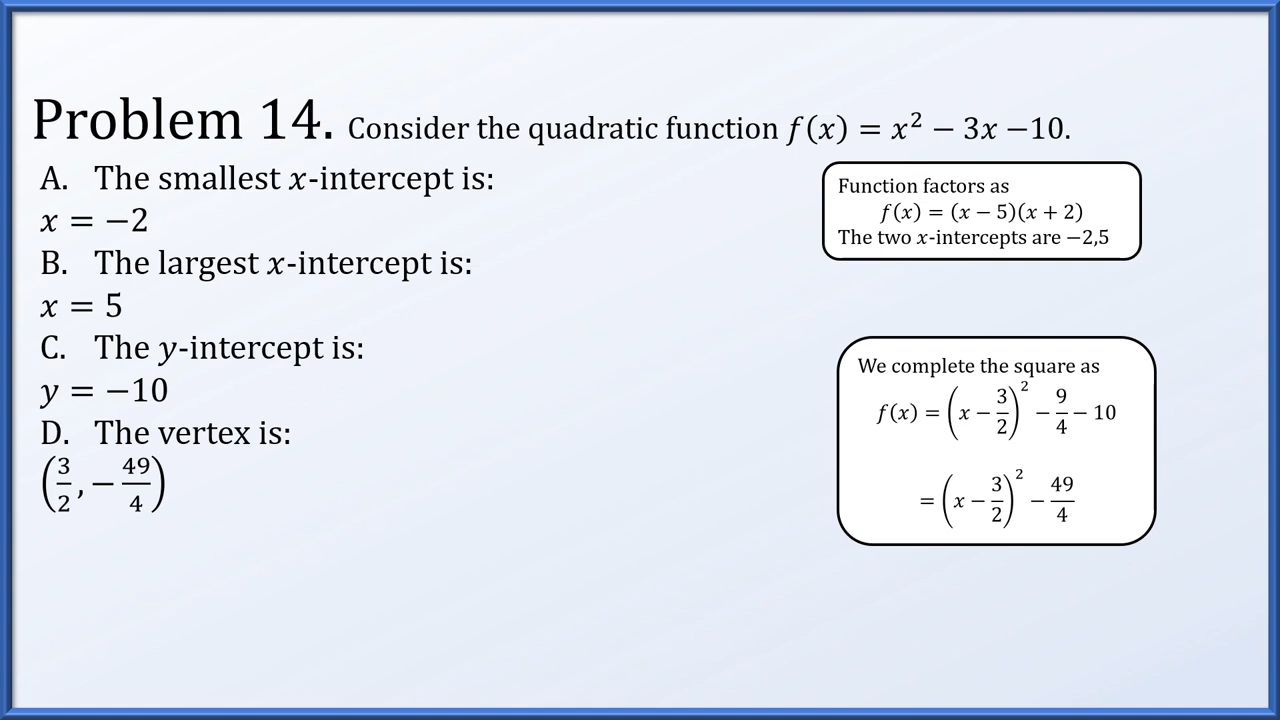 Problem 14. Consider the quadratic function f(x) = x² − 3x −10.
A. The smallest x-intercept is:
x = −2
B. The largest x-intercept is:
x = 5
C. The y-intercept is:
y = −10
D. The vertex is:
(3/2, − 49/4)
Function factors as
f(x) = (x − 5)(x + 2)
The two x-intercepts are −2,5
We complete the square as
f(x) = (x − 3/2)² − 9/4 − 10
= (x − 3/2)² − 49/4